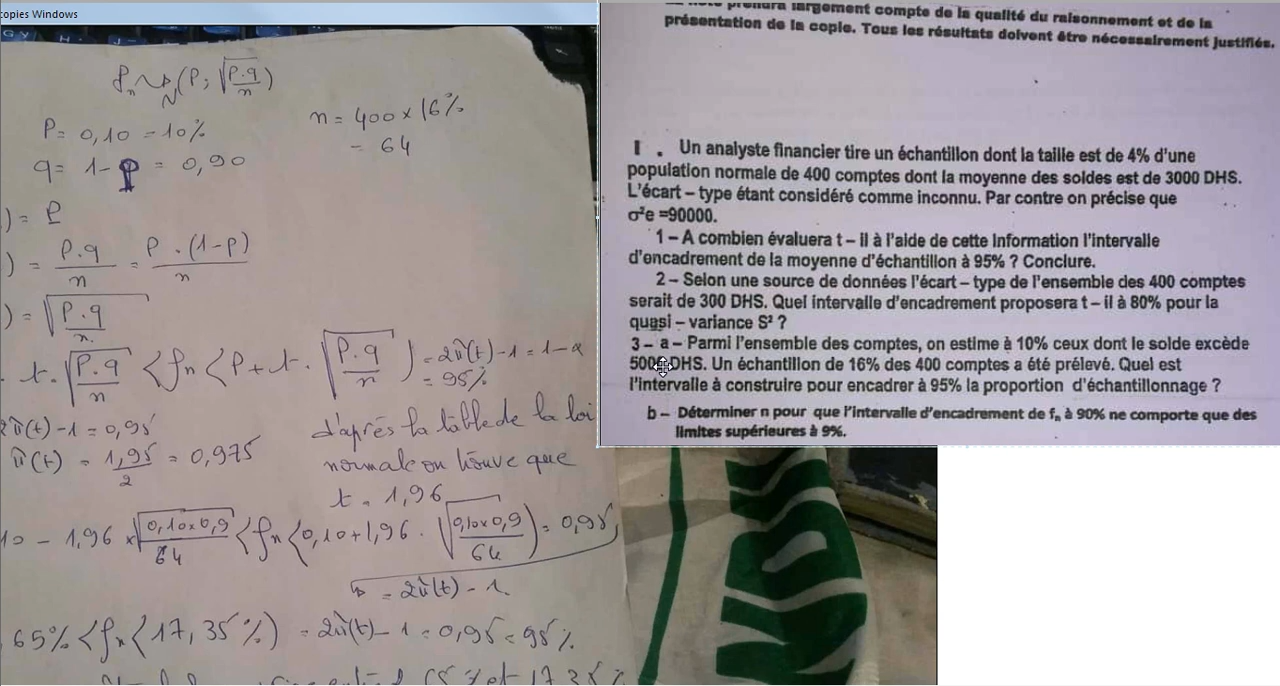 copies Windows
fn ~ N (P; √(P.q/n))
P = 0,10 = 10%
n = 400 × 16%
= 64
q = 1 - P = 0,90
) = P
) = P.q/n = P.(1-P)/n
) = √(P.q/n)
t.√(P.q/n) < fn < P + t.√(P.q/n) ) = 2π(t) - 1 = 1 - α
= 95%
2π(t) - 1 = 0,95
π(t) = 1,95/2 = 0,975
d'après la table de la loi
normale on trouve que
t = 1,96
10 - 1,96 × √(0,10×0,9/64) < fn < 0,10 + 1,96 . √(0,10×0,9/64) ) = 0,95
= 2π(t) - 1.
,65% < fn < 17,35%) = 2π(t) - 1 = 0,95 = 95%
prendra largement compte de la qualité du raisonnement et de la
présentation de la copie. Tous les résultats doivent être nécessairement justifiés.
I . Un analyste financier tire un échantillon dont la taille est de 4% d'une
population normale de 400 comptes dont la moyenne des soldes est de 3000 DHS.
L'écart – type étant considéré comme inconnu. Par contre on précise que
σ²e =90000.
1 – A combien évaluera t – il à l'aide de cette Information l'intervalle
d'encadrement de la moyenne d'échantillon à 95% ? Conclure.
2 – Selon une source de données l'écart – type de l'ensemble des 400 comptes
serait de 300 DHS. Quel intervalle d'encadrement proposera t – il à 80% pour la
quasi – variance S² ?
3 – a – Parmi l'ensemble des comptes, on estime à 10% ceux dont le solde excède
5000 DHS. Un échantillon de 16% des 400 comptes a été prélevé. Quel est
l'intervalle à construire pour encadrer à 95% la proportion d'échantillonnage ?
b – Déterminer n pour que l'intervalle d'encadrement de fn à 90% ne comporte que des
limites supérieures à 9%.